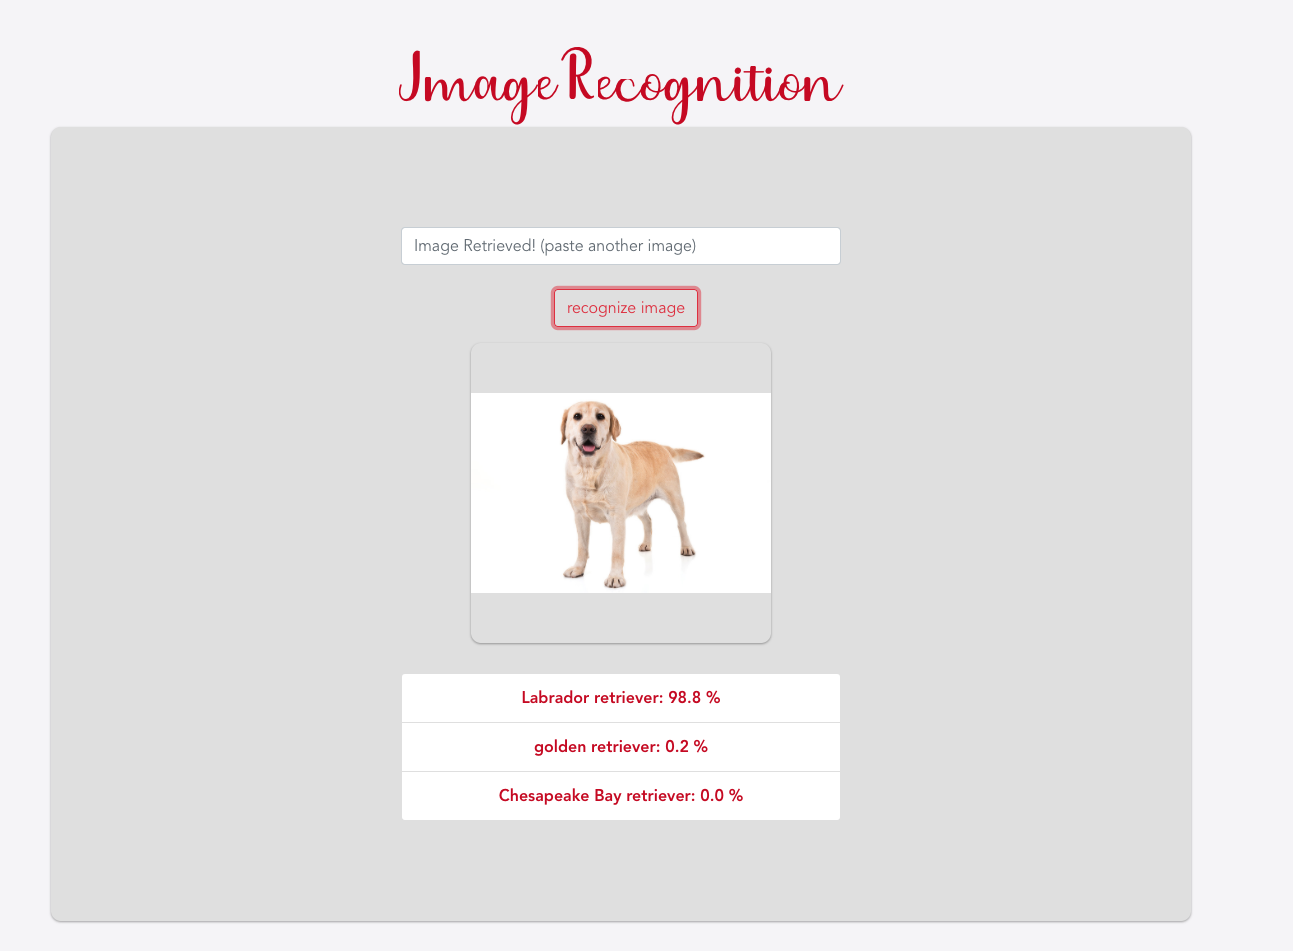 Image Recognition
Image Retrieved! (paste another image)
recognize image
Labrador retriever: 98.8 %
golden retriever: 0.2 %
Chesapeake Bay retriever: 0.0 %